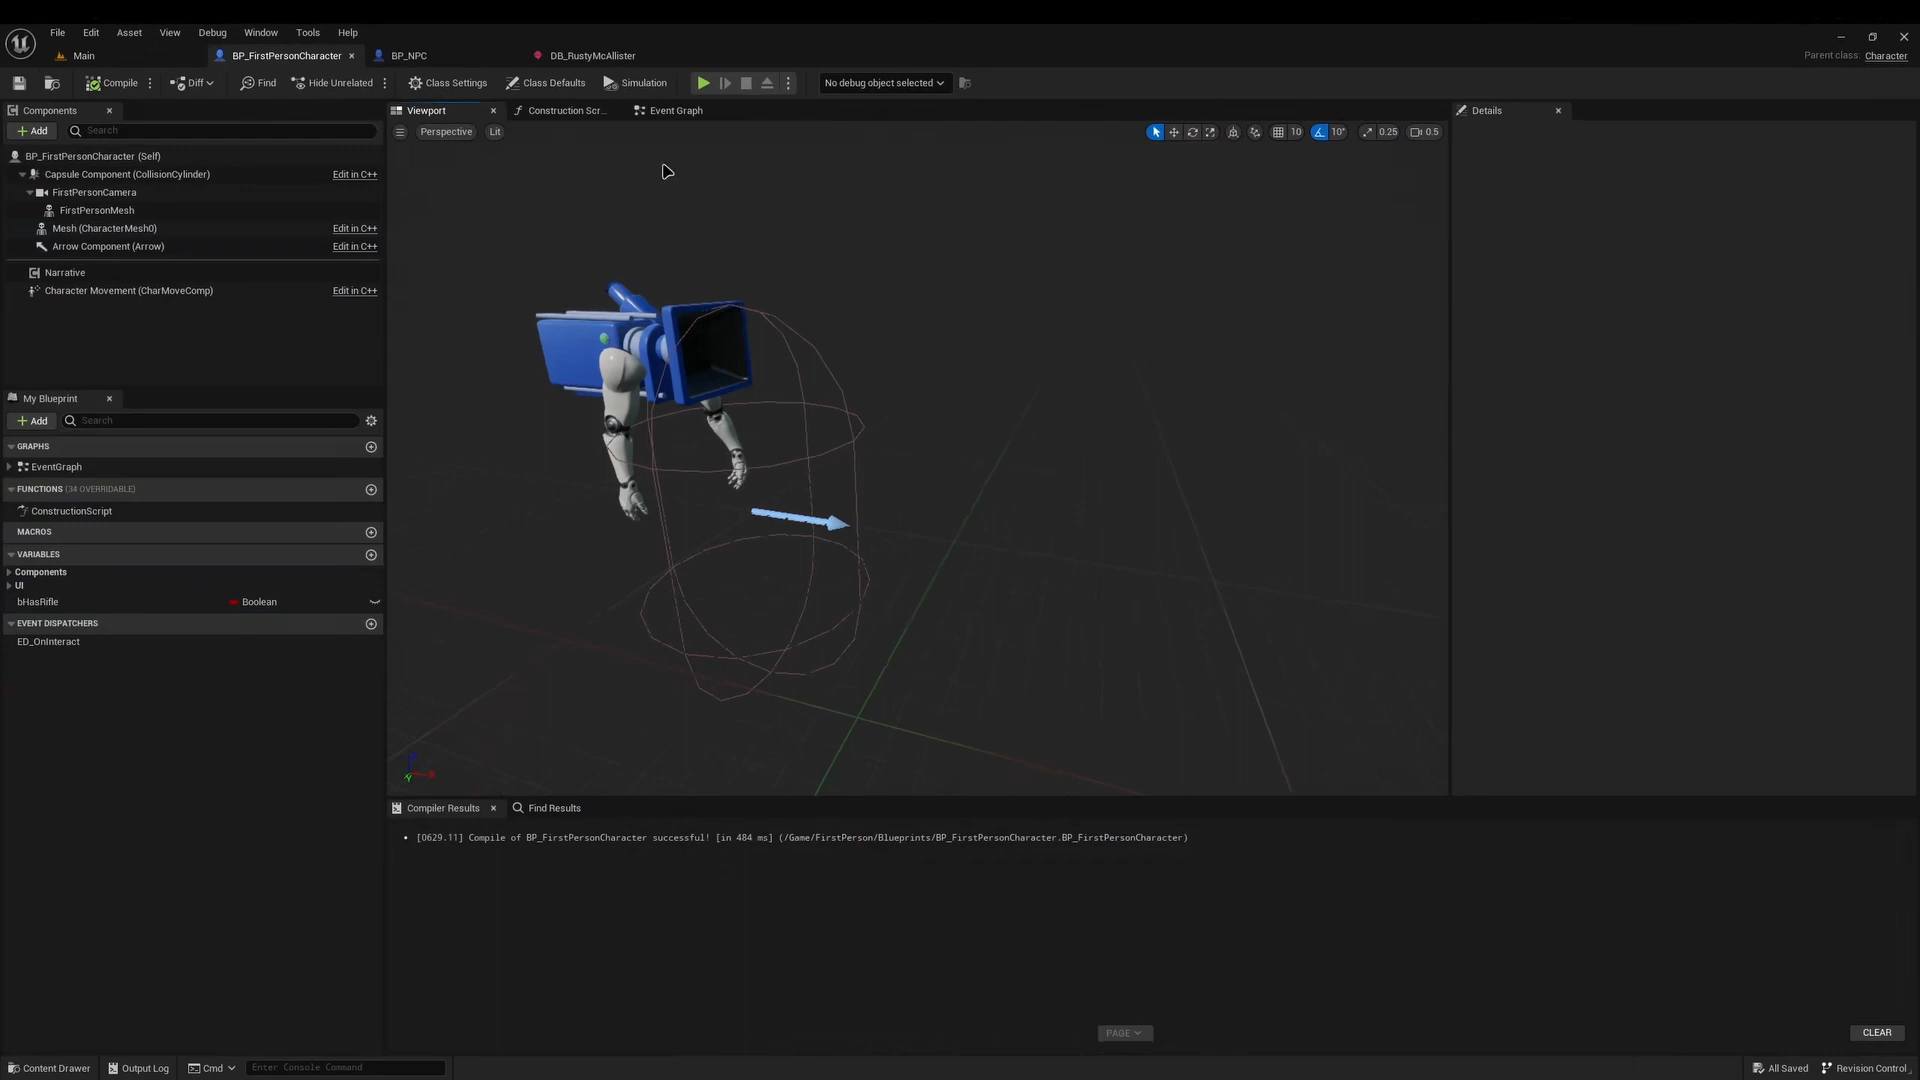 File Edit Asset View Debug Window Tools Help
Main BP_FirstPersonCharacter BP_NPC DB_RustyMcAllister Parent class: Character
Compile Diff Find Hide Unrelated Class Settings Class Defaults Simulation No debug object selected
Components Viewport Construction Scr... Event Graph Details
Add Search Perspective Lit 10 10° 0.25 0.5
BP_FirstPersonCharacter (Self)
Capsule Component (CollisionCylinder) Edit in C++
FirstPersonCamera
FirstPersonMesh
Mesh (CharacterMesh0) Edit in C++
Arrow Component (Arrow) Edit in C++
Narrative
Character Movement (CharMoveComp) Edit in C++
My Blueprint
Add Search
GRAPHS
EventGraph
FUNCTIONS (34 OVERRIDABLE)
ConstructionScript
MACROS
VARIABLES
Components
UI
bHasRifle Boolean
EVENT DISPATCHERS
ED_OnInteract
Compiler Results Find Results
[0629.11] Compile of BP_FirstPersonCharacter successful! [in 484 ms] (/Game/FirstPerson/Blueprints/BP_FirstPersonCharacter.BP_FirstPersonCharacter)
PAGE CLEAR
Content Drawer Output Log Cmd Enter Console Command All Saved Revision Control